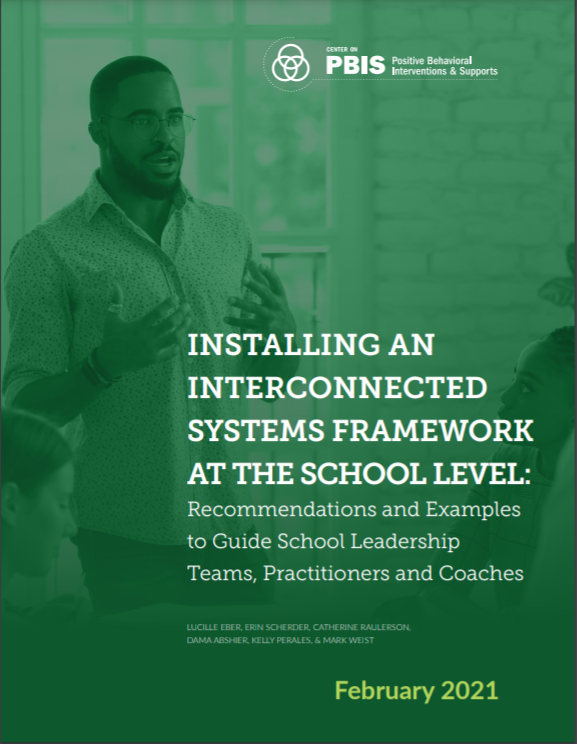 CENTER ON
PBIS
Positive Behavioral
Interventions & Supports
INSTALLING AN
INTERCONNECTED
SYSTEMS FRAMEWORK
AT THE SCHOOL LEVEL:
Recommendations and Examples
to Guide School Leadership
Teams, Practitioners and Coaches
LUCILLE EBER, ERIN SCHERDER, CATHERINE RAULERSON,
DAMA ABSHIER, KELLY PERALES, & MARK WEIST
February 2021